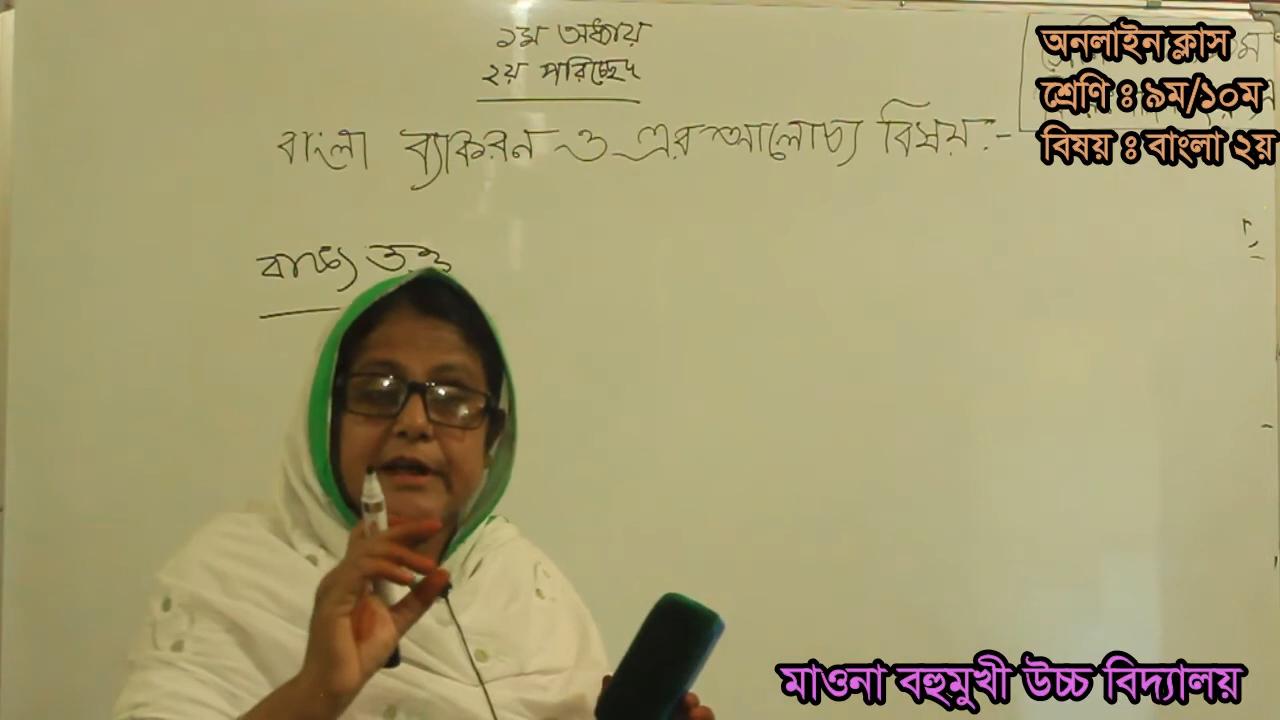 ১ম অধ্যায়
২য় পরিচ্ছেদ
বাংলা ব্যাকরন ও এর আলোচ্য বিষয় :-
বাচ্য তত্ত্ব
অনলাইন ক্লাস
শ্রেণি ঃ ৯ম/১০ম
বিষয় ঃ বাংলা ২য়
মাওনা বহুমুখী উচ্চ বিদ্যালয়